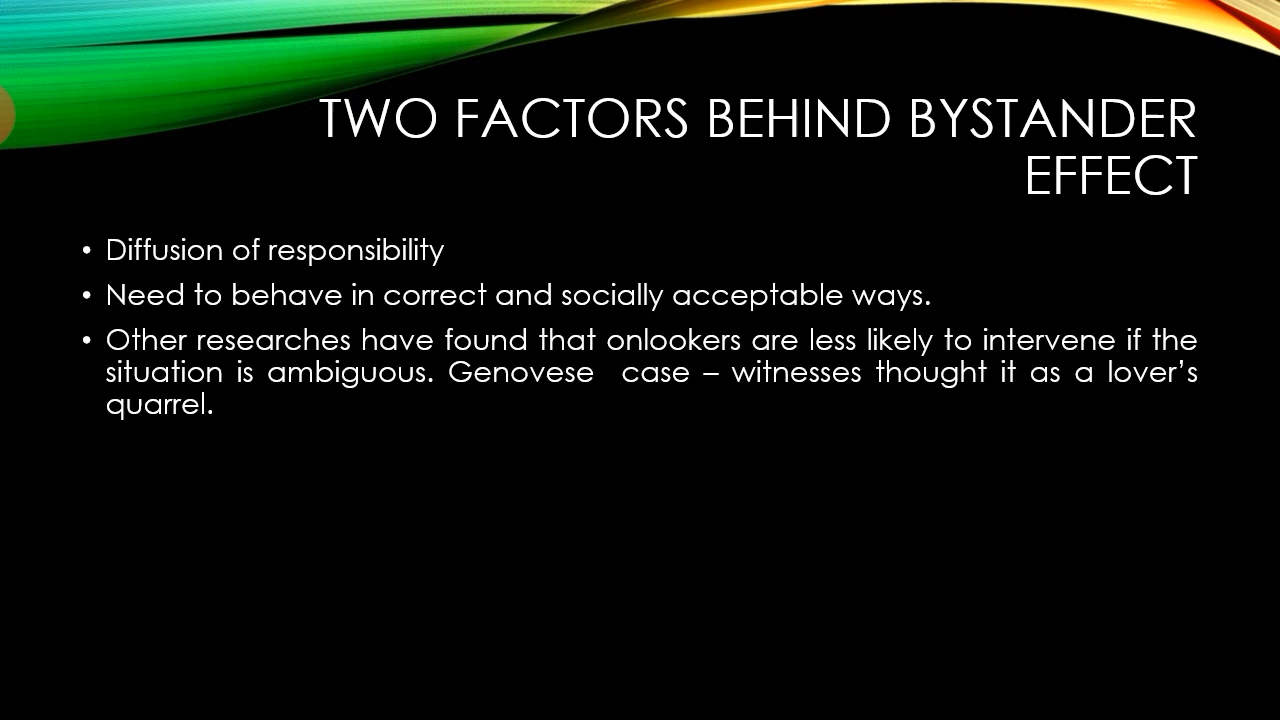 TWO FACTORS BEHIND BYSTANDER
EFFECT
• Diffusion of responsibility
• Need to behave in correct and socially acceptable ways.
• Other researches have found that onlookers are less likely to intervene if the
situation is ambiguous. Genovese  case – witnesses thought it as a lover’s
quarrel.